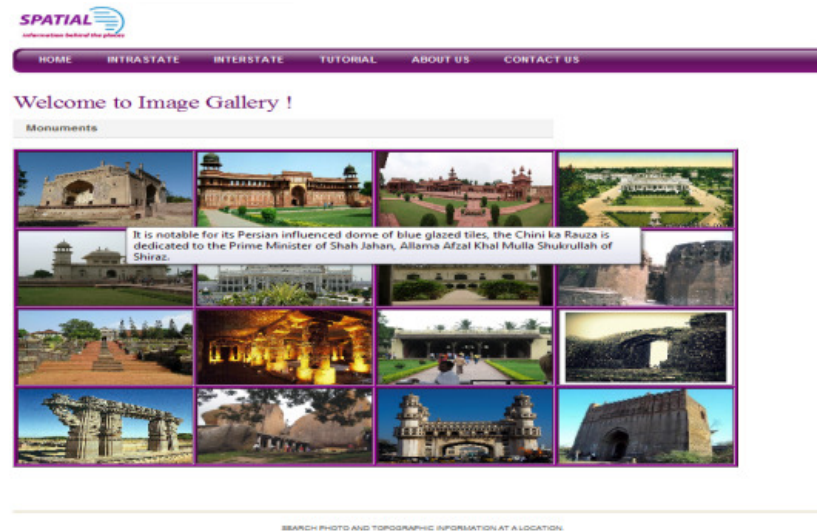 SPATIAL
information behind the places
HOME INTRASTATE INTERSTATE TUTORIAL ABOUT US CONTACT US
Welcome to Image Gallery !
Monuments
It is notable for its Persian influenced dome of blue glazed tiles, the Chini ka Rauza is
dedicated to the Prime Minister of Shah Jahan, Allama Afzal Khal Mulla Shukrullah of
Shiraz.
SEARCH PHOTO AND TOPOGRAPHIC INFORMATION AT A LOCATION.